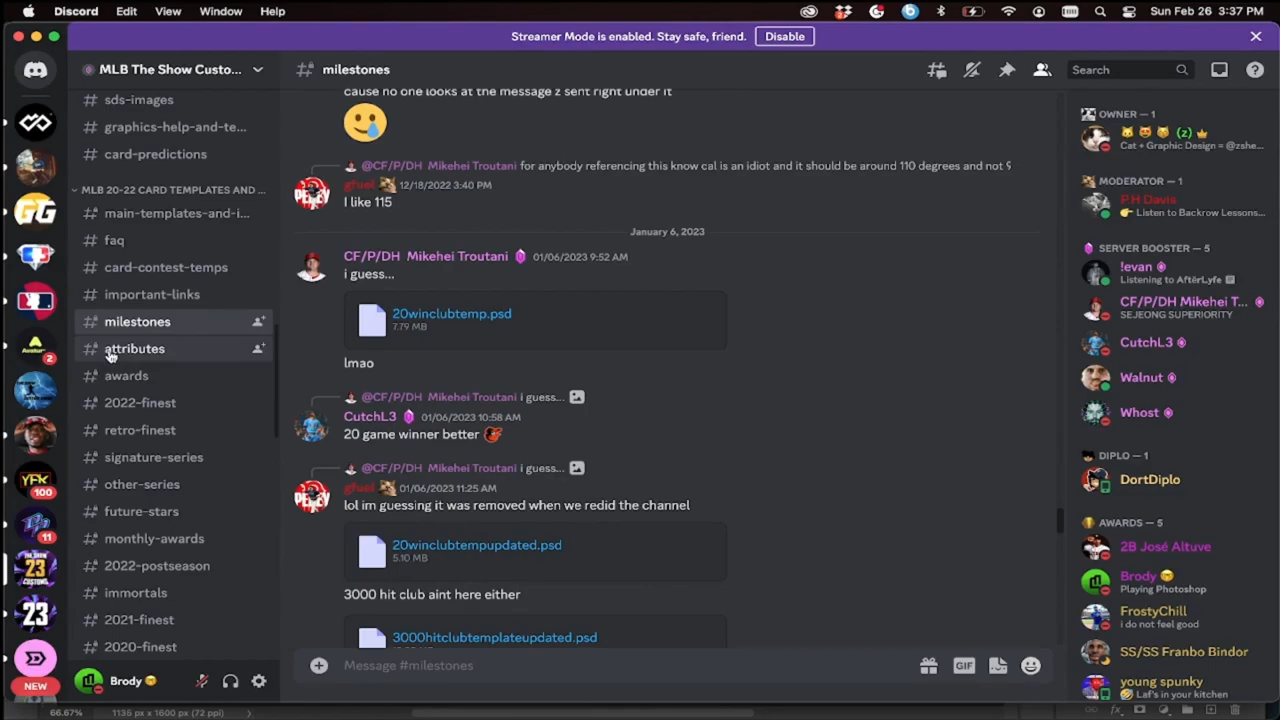 Discord Edit View Window Help
Sun Feb 26 3:37 PM
Streamer Mode is enabled. Stay safe, friend. Disable
MLB The Show Custo...
sds-images
graphics-help-and-te...
card-predictions
MLB 20-22 CARD TEMPLATES AND ...
main-templates-and-i...
faq
card-contest-temps
important-links
milestones
attributes
awards
2022-finest
retro-finest
signature-series
other-series
future-stars
monthly-awards
2022-postseason
immortals
2021-finest
2020-finest
Brody
2
GG
YFK
100
11
23
23
NEW
milestones
Search
cause no one looks at the message z sent right under it
@CF/P/DH Mikehei Troutani for anybody referencing this know cal is an idiot and it should be around 110 degrees and not 9
gfuel 12/18/2022 3:40 PM
I like 115
January 6, 2023
CF/P/DH Mikehei Troutani 01/06/2023 9:52 AM
i guess...
20winclubtemp.psd
7.79 MB
lmao
@CF/P/DH Mikehei Troutani i guess...
CutchL3 01/06/2023 10:58 AM
20 game winner better
@CF/P/DH Mikehei Troutani i guess...
gfuel 01/06/2023 11:25 AM
lol im guessing it was removed when we redid the channel
20winclubtempupdated.psd
5.10 MB
3000 hit club aint here either
3000hitclubtemplateupdated.psd
Message #milestones
GIF
OWNER — 1
(z)
Cat + Graphic Design = @zshe...
MODERATOR — 1
P.H Davis
Listen to Backrow Lessons...
SERVER BOOSTER — 5
!evan
Listening to AftërLyfe
CF/P/DH Mikehei T...
SEJEONG SUPERIORITY
CutchL3
Walnut
Whost
DIPLO — 1
DortDiplo
AWARDS — 5
2B José Altuve
Brody
Playing Photoshop
FrostyChill
i do not feel good
SS/SS Franbo Bindor
young spunky
Laf's in your kitchen
66.67% 1135 px x 1600 px (72 ppi)